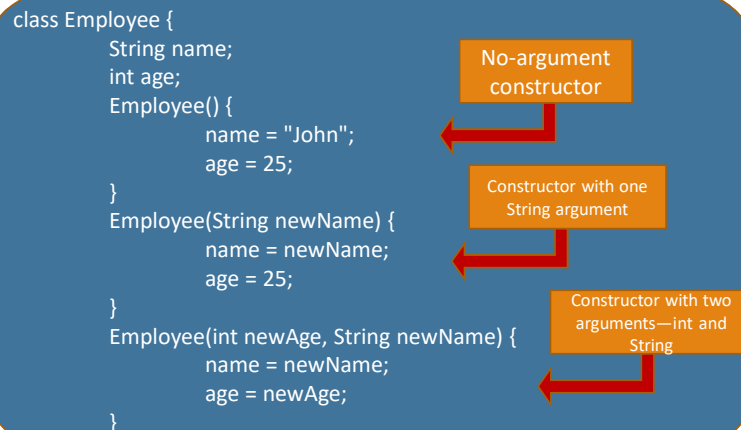 class Employee {
String name;
int age;
Employee() {
name = "John";
age = 25;
}
Employee(String newName) {
name = newName;
age = 25;
}
Employee(int newAge, String newName) {
name = newName;
age = newAge;
}
No-argument
constructor
Constructor with one
String argument
Constructor with two
arguments—int and
String